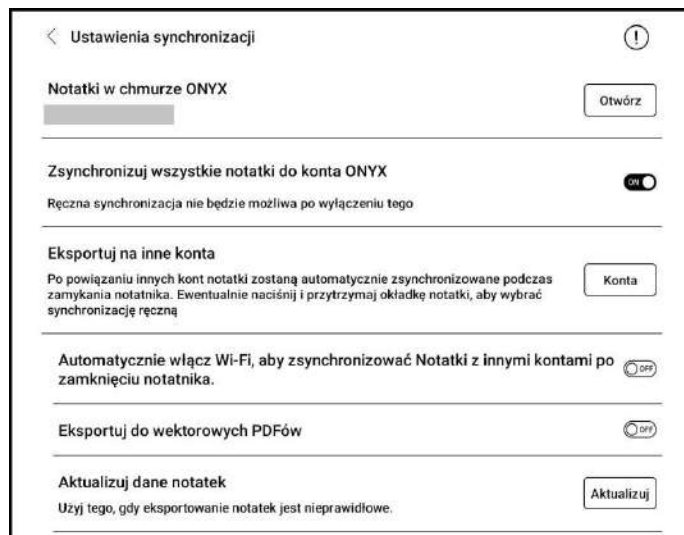 Ustawienia synchronizacji
Notatki w chmurze ONYX
Otwórz
Zsynchronizuj wszystkie notatki do konta ONYX
ON
Ręczna synchronizacja nie będzie możliwa po wyłączeniu tego
Eksportuj na inne konta
Po powiązaniu innych kont notatki zostaną automatycznie zsynchronizowane podczas
zamykania notatnika. Ewentualnie naciśnij i przytrzymaj okładkę notatki, aby wybrać
synchronizację ręczną
Konta
Automatycznie włącz Wi-Fi, aby zsynchronizować Notatki z innymi kontami po
zamknięciu notatnika.
OFF
Eksportuj do wektorowych PDFów
OFF
Aktualizuj dane notatek
Użyj tego, gdy eksportowanie notatek jest nieprawidłowe.
Aktualizuj